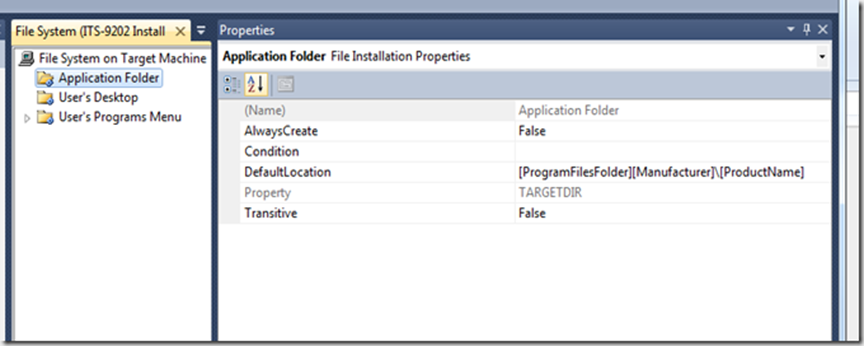 File System (ITS-9202 Install
File System on Target Machine
Application Folder
User's Desktop
User's Programs Menu
Properties
Application Folder File Installation Properties
(Name) Application Folder
AlwaysCreate False
Condition
DefaultLocation [ProgramFilesFolder][Manufacturer]\[ProductName]
Property TARGETDIR
Transitive False